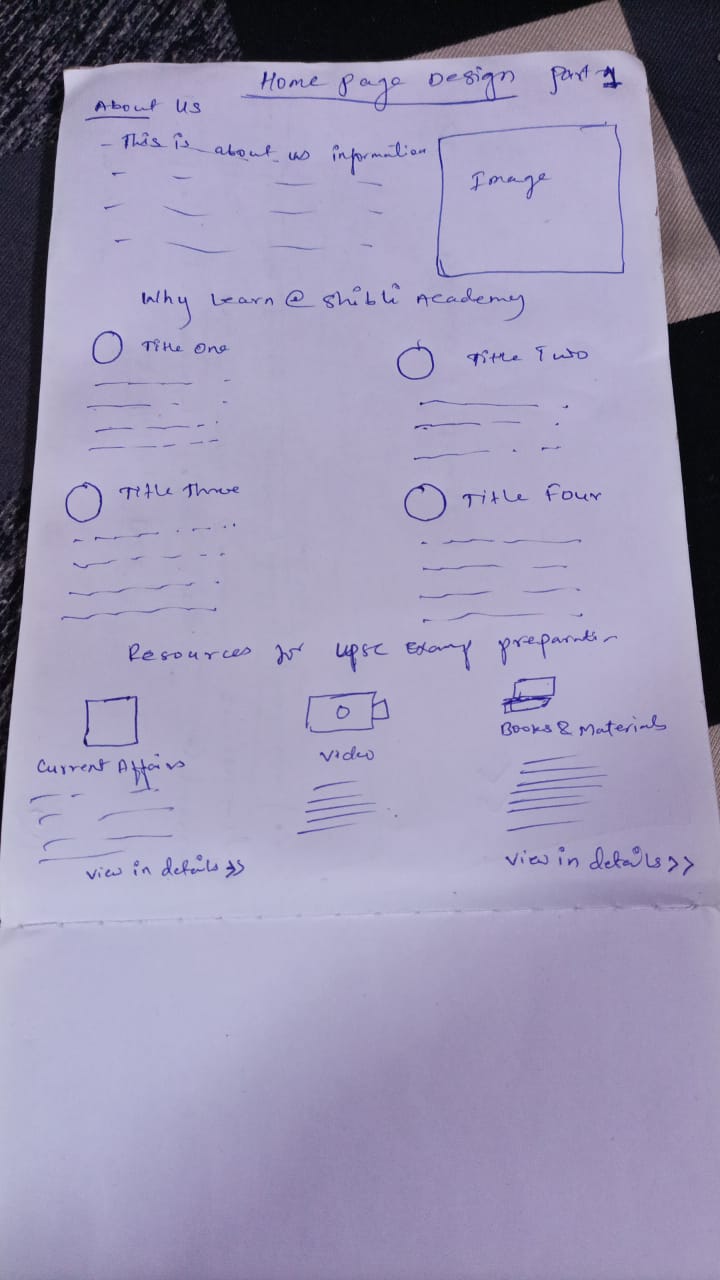 Home Page Design Part 1
About Us
- This is about us information
Image
Why Learn @ Shibli Academy
Title One
Title Two
Title Three
Title Four
Resources for UPSC Exam preparation
Current Affairs
Video
Books & Materials
View in details >>
View in details >>